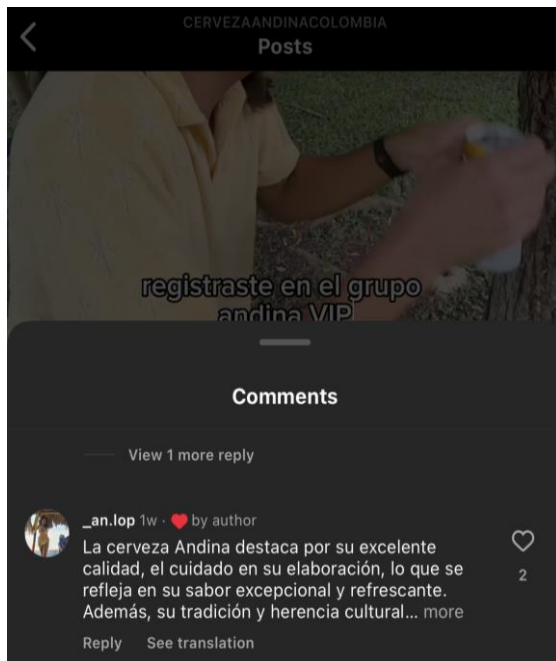 CERVEZAANDINACOLOMBIA
Posts
registraste en el grupo
andina VIP
Comments
View 1 more reply
_an.lop 1w · ❤️ by author
La cerveza Andina destaca por su excelente
calidad, el cuidado en su elaboración, lo que se
refleja en su sabor excepcional y refrescante.
Además, su tradición y herencia cultural... more
2
Reply See translation